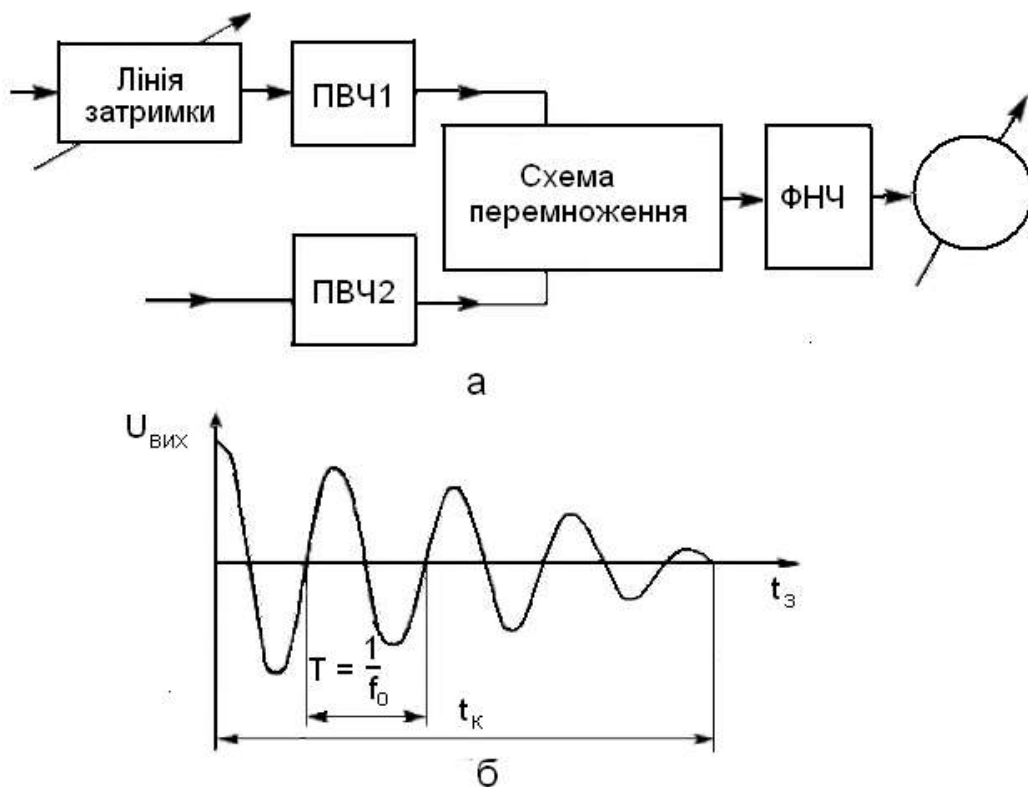 Лінія
затримки
ПВЧ1
Схема
перемноження
ФНЧ
ПВЧ2
а
Uвих
tз
T = 1/f0
tк
б